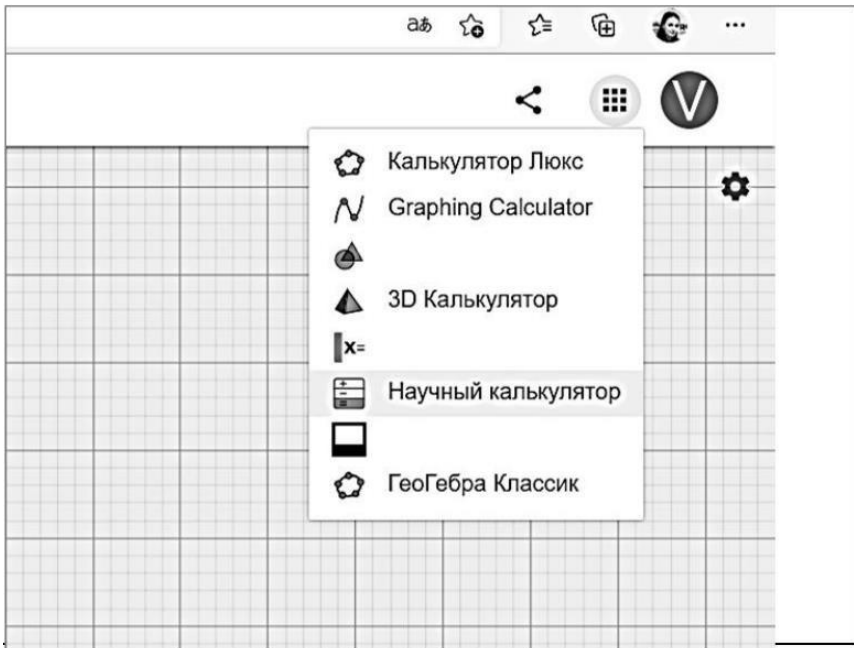 aあ
V
Калькулятор Люкс
Graphing Calculator
3D Калькулятор
x=
Научный калькулятор
ГеоГебра Классик